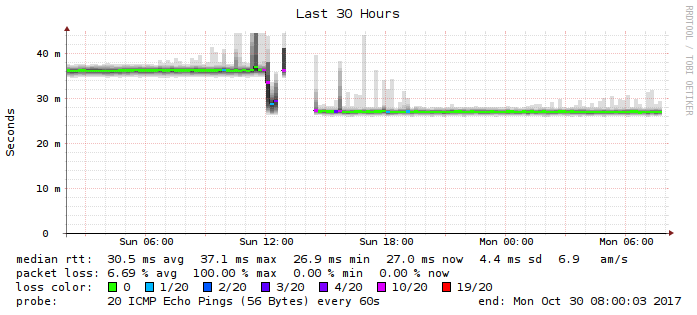 Last 30 Hours
RRDTOOL / TOBI OETIKER
Seconds
40 m
30 m
20 m
10 m
0
Sun 06:00 Sun 12:00 Sun 18:00 Mon 00:00 Mon 06:00
median rtt: 30.5 ms avg 37.1 ms max 26.9 ms min 27.0 ms now 4.4 ms sd 6.9 am/s
packet loss: 6.69 % avg 100.00 % max 0.00 % min 0.00 % now
loss color: 0 1/20 2/20 3/20 4/20 10/20 19/20
probe: 20 ICMP Echo Pings (56 Bytes) every 60s end: Mon Oct 30 08:00:03 2017